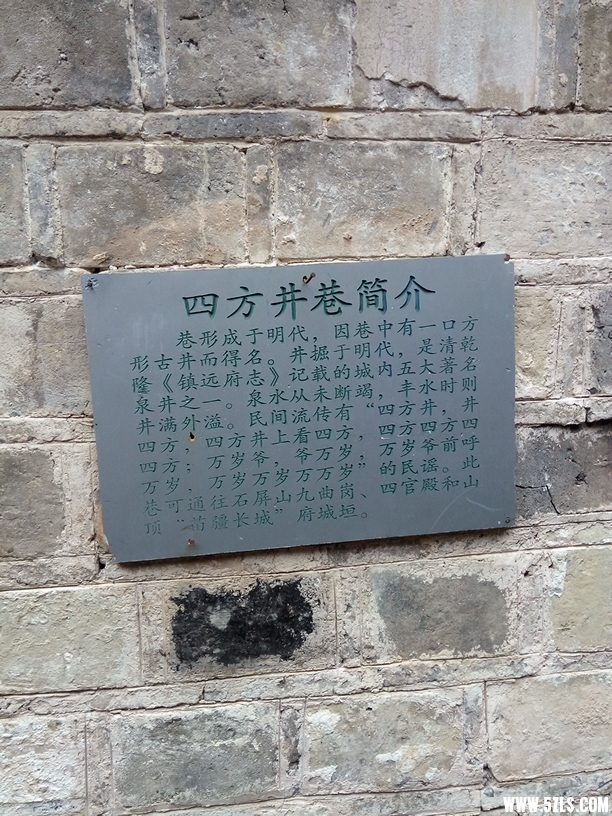 四方井巷简介
巷形成于明代，因巷中有一口方
形古井而得名。井掘于明代，是清乾
隆《镇远府志》记载的城内五大著名
泉井之一。泉水从未断竭，丰水时则
井满外溢。民间流传有“四方井，井
四方，四方井上看四方，四方四方四
四方；万岁爷，爷万岁，万岁爷前呼
万岁，万岁万岁万万岁”的民谣。此
巷可通往石屏山九曲岗、四官殿和山
顶“苗疆长城”府城垣。
WWW.52LS.COM